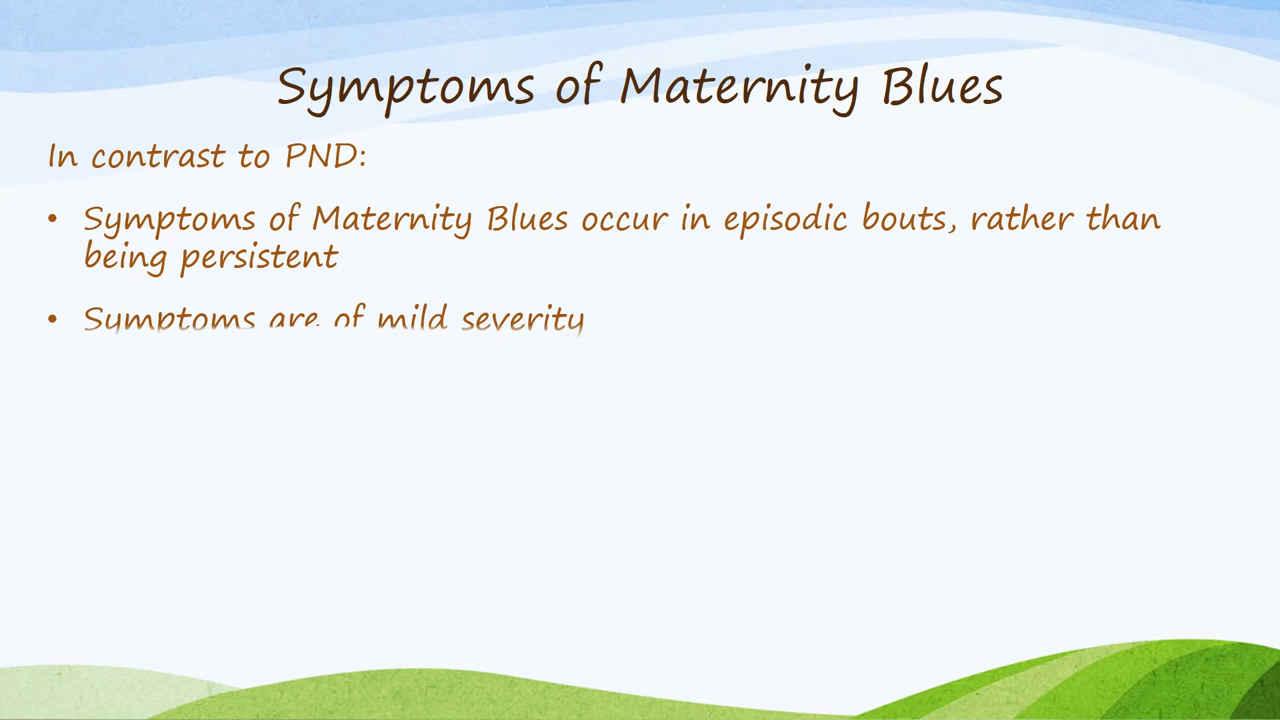 Symptoms of Maternity Blues
In contrast to PND:
• Symptoms of Maternity Blues occur in episodic bouts, rather than
being persistent
• Symptoms are of mild severity